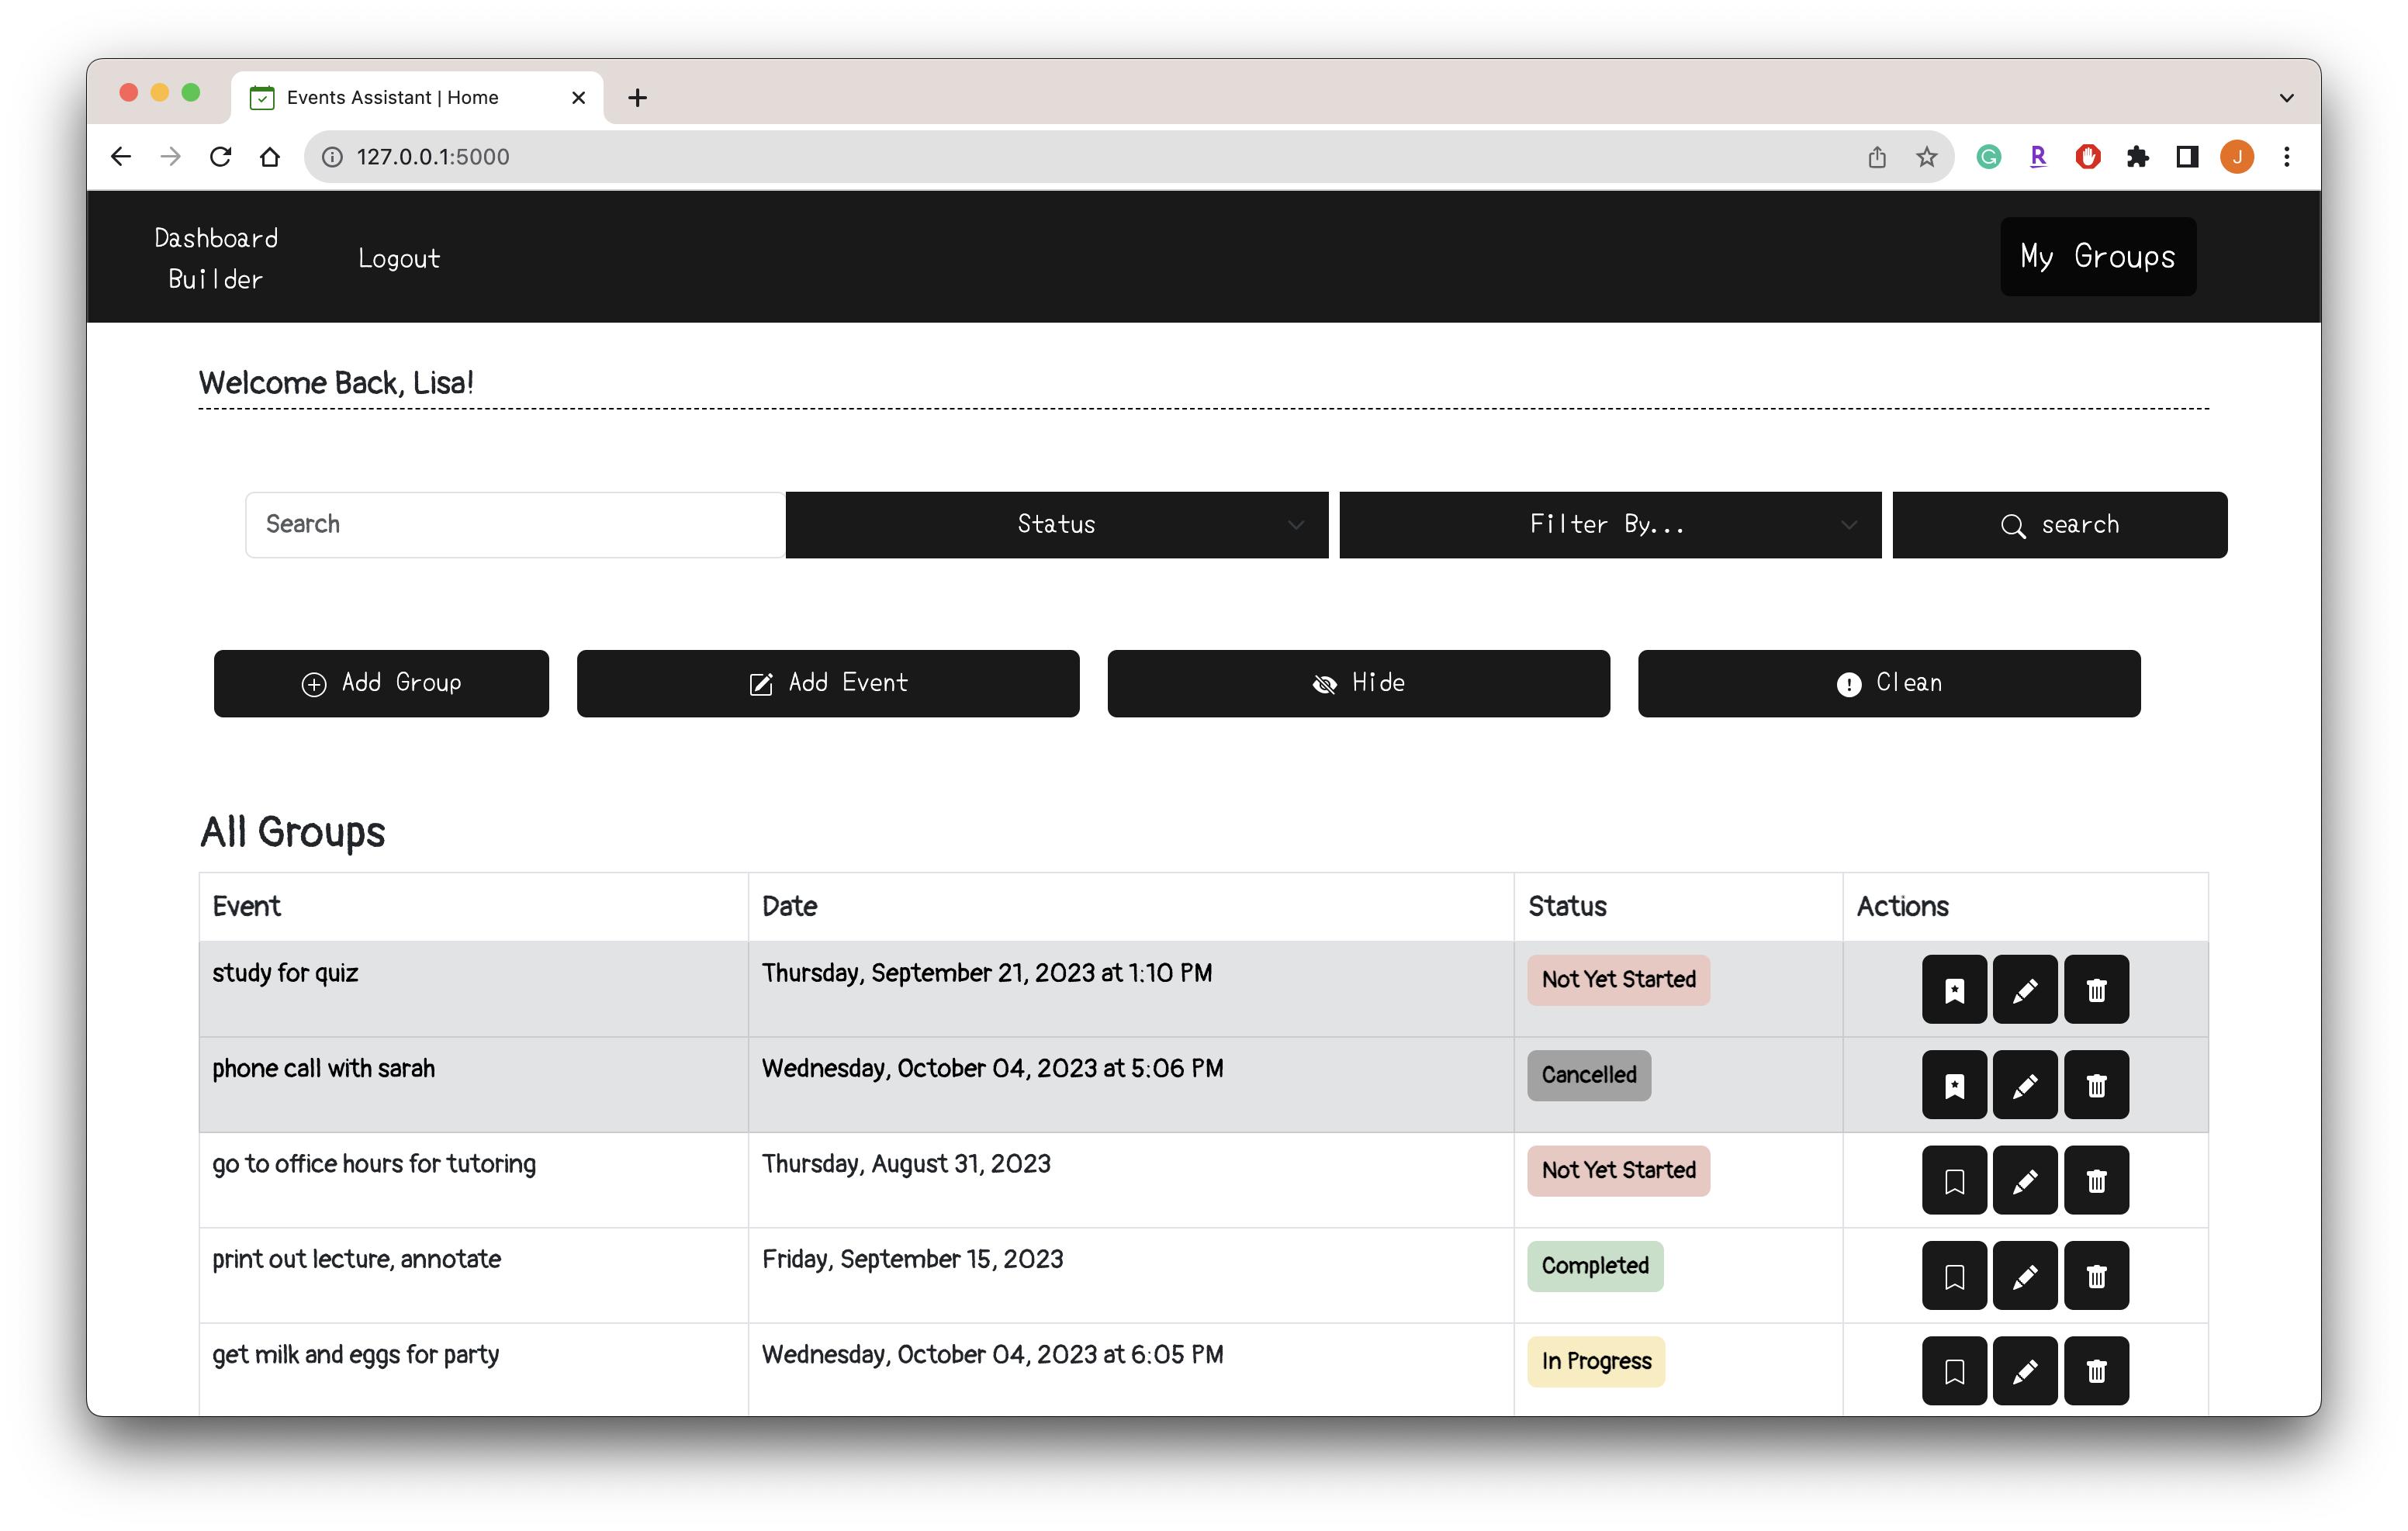 Events Assistant | Home
127.0.0.1:5000
J
Dashboard
Builder
Logout
My Groups
Welcome Back, Lisa!
Search
Status
Filter By...
search
Add Group
Add Event
Hide
Clean
All Groups
Event Date Status Actions
study for quiz Thursday, September 21, 2023 at 1:10 PM Not Yet Started
phone call with sarah Wednesday, October 04, 2023 at 5:06 PM Cancelled
go to office hours for tutoring Thursday, August 31, 2023 Not Yet Started
print out lecture, annotate Friday, September 15, 2023 Completed
get milk and eggs for party Wednesday, October 04, 2023 at 6:05 PM In Progress